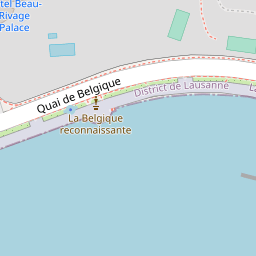 tel Beau-
Rivage
Palace
Quai de Belgique
District de Lausanne
La Belgique
reconnaissante